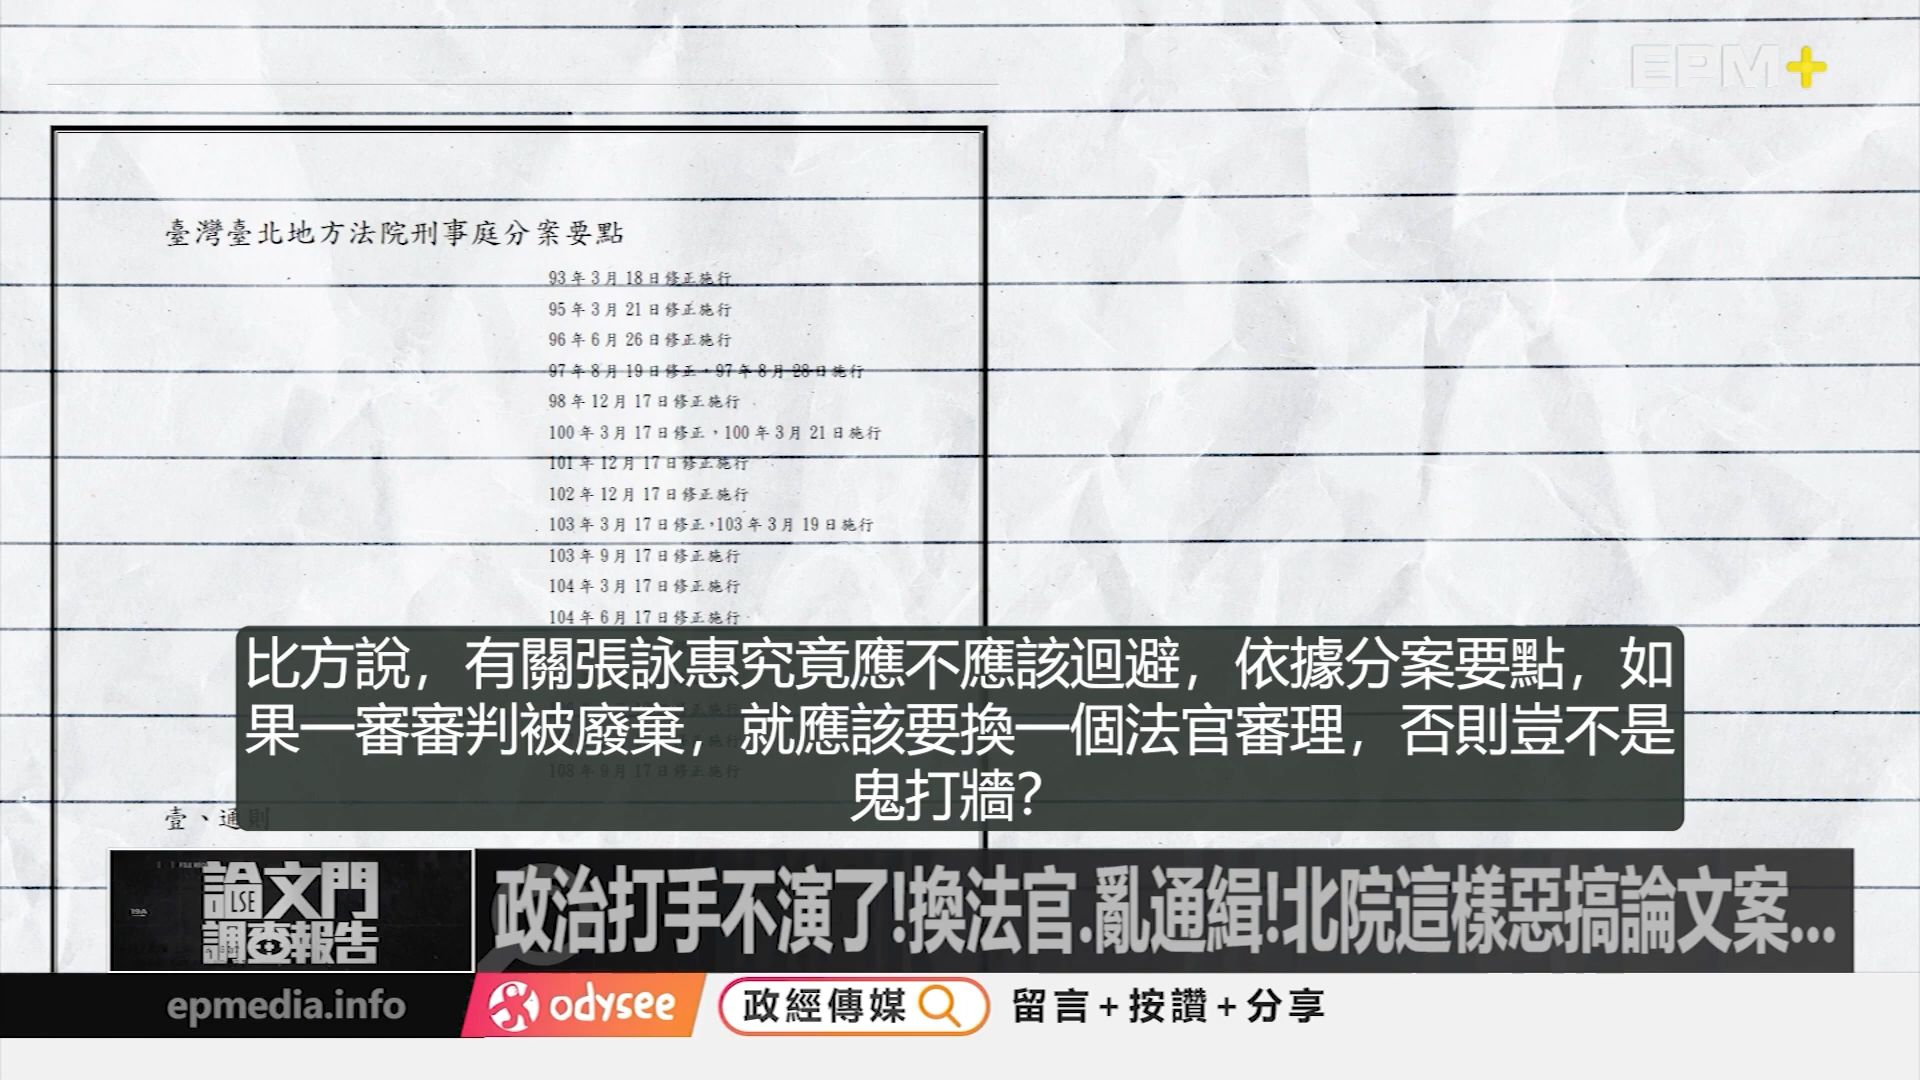 EPM+
臺灣臺北地方法院刑事庭分案要點
93年3月18日修正施行
95年3月21日修正施行
96年6月26日修正施行
97年8月19日修正，97年8月28日施行
98年12月17日修正施行
100年3月17日修正，100年3月21日施行
101年12月17日修正施行
102年12月17日修正施行
103年3月17日修正，103年3月19日施行
103年9月17日修正施行
104年3月17日修正施行
104年6月17日修正施行
比方說，有關張詠惠究竟應不應該迴避，依據分案要點，如
果一審審判被廢棄，就應該要換一個法官審理，否則豈不是
鬼打牆？
108年9月17日修正施行
壹、通則
論文門
LSE
調查報告
政治打手不演了!換法官.亂通緝!北院這樣惡搞論文案...
epmedia.info
odysee
政經傳媒
留言+按讚+分享